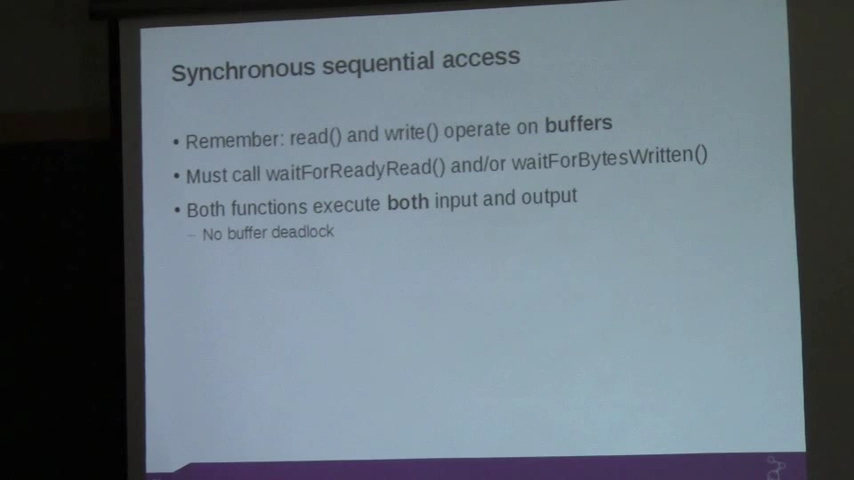 Synchronous sequential access
• Remember: read() and write() operate on buffers
• Must call waitForReadyRead() and/or waitForBytesWritten()
• Both functions execute both input and output
– No buffer deadlock